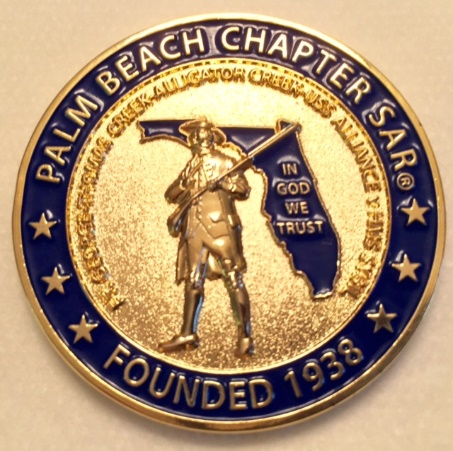 PALM BEACH CHAPTER SAR®
CREEK-ALLIGATOR CREEK-USS ALLIANCE
IN
GOD
WE
TRUST
FOUNDED 1938